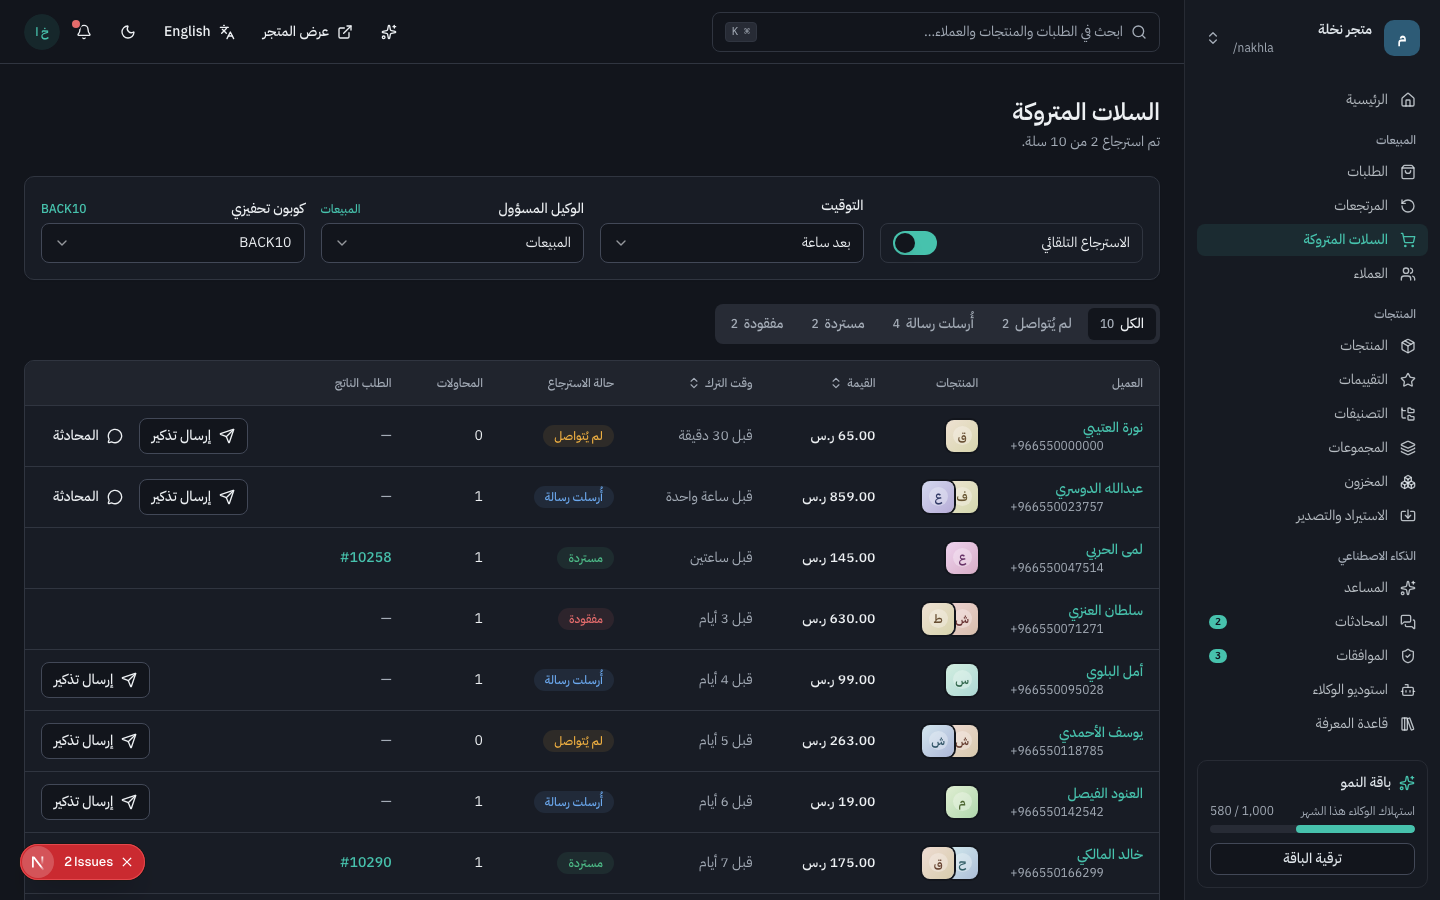 متجر نخلة
م
/nakhla
ابحث في الطلبات والمنتجات والعملاء...
⌘ K
عرض المتجر
English
خ ا
الرئيسية
المبيعات
الطلبات
المرتجعات
السلات المتروكة
العملاء
المنتجات
المنتجات
التقييمات
التصنيفات
المجموعات
المخزون
الاستيراد والتصدير
الذكاء الاصطناعي
المساعد
المحادثات 2
الموافقات 3
استوديو الوكلاء
قاعدة المعرفة
باقة النمو
استهلاك الوكلاء هذا الشهر 580 / 1,000
ترقية الباقة
السلات المتروكة
تم استرجاع 2 من 10 سلة.
الاسترجاع التلقائي
التوقيت
بعد ساعة
الوكيل المسؤول المبيعات
المبيعات
كوبون تحفيزي BACK10
BACK10
الكل 10 لم يُتواصل 2 أُرسلت رسالة 4 مستردة 2 مفقودة 2
العميل المنتجات القيمة وقت الترك حالة الاسترجاع المحاولات الطلب الناتج
نورة العتيبي
+966550000000
ق 65.00 ر.س قبل 30 دقيقة لم يُتواصل 0 — إرسال تذكير المحادثة
عبدالله الدوسري
+966550023757
ف ع 859.00 ر.س قبل ساعة واحدة أُرسلت رسالة 1 — إرسال تذكير المحادثة
لمى الحربي
+966550047514
ع 145.00 ر.س قبل ساعتين مستردة 1 #10258
سلطان العنزي
+966550071271
ش ط 630.00 ر.س قبل 3 أيام مفقودة 1 —
أمل البلوي
+966550095028
س 99.00 ر.س قبل 4 أيام أُرسلت رسالة 1 — إرسال تذكير
يوسف الأحمدي
+966550118785
ش ش 263.00 ر.س قبل 5 أيام لم يُتواصل 0 — إرسال تذكير
العنود الفيصل
+966550142542
م 19.00 ر.س قبل 6 أيام أُرسلت رسالة 1 — إرسال تذكير
خالد المالكي
+966550166299
ح ق 175.00 ر.س قبل 7 أيام مستردة 1 #10290
N 2 Issues